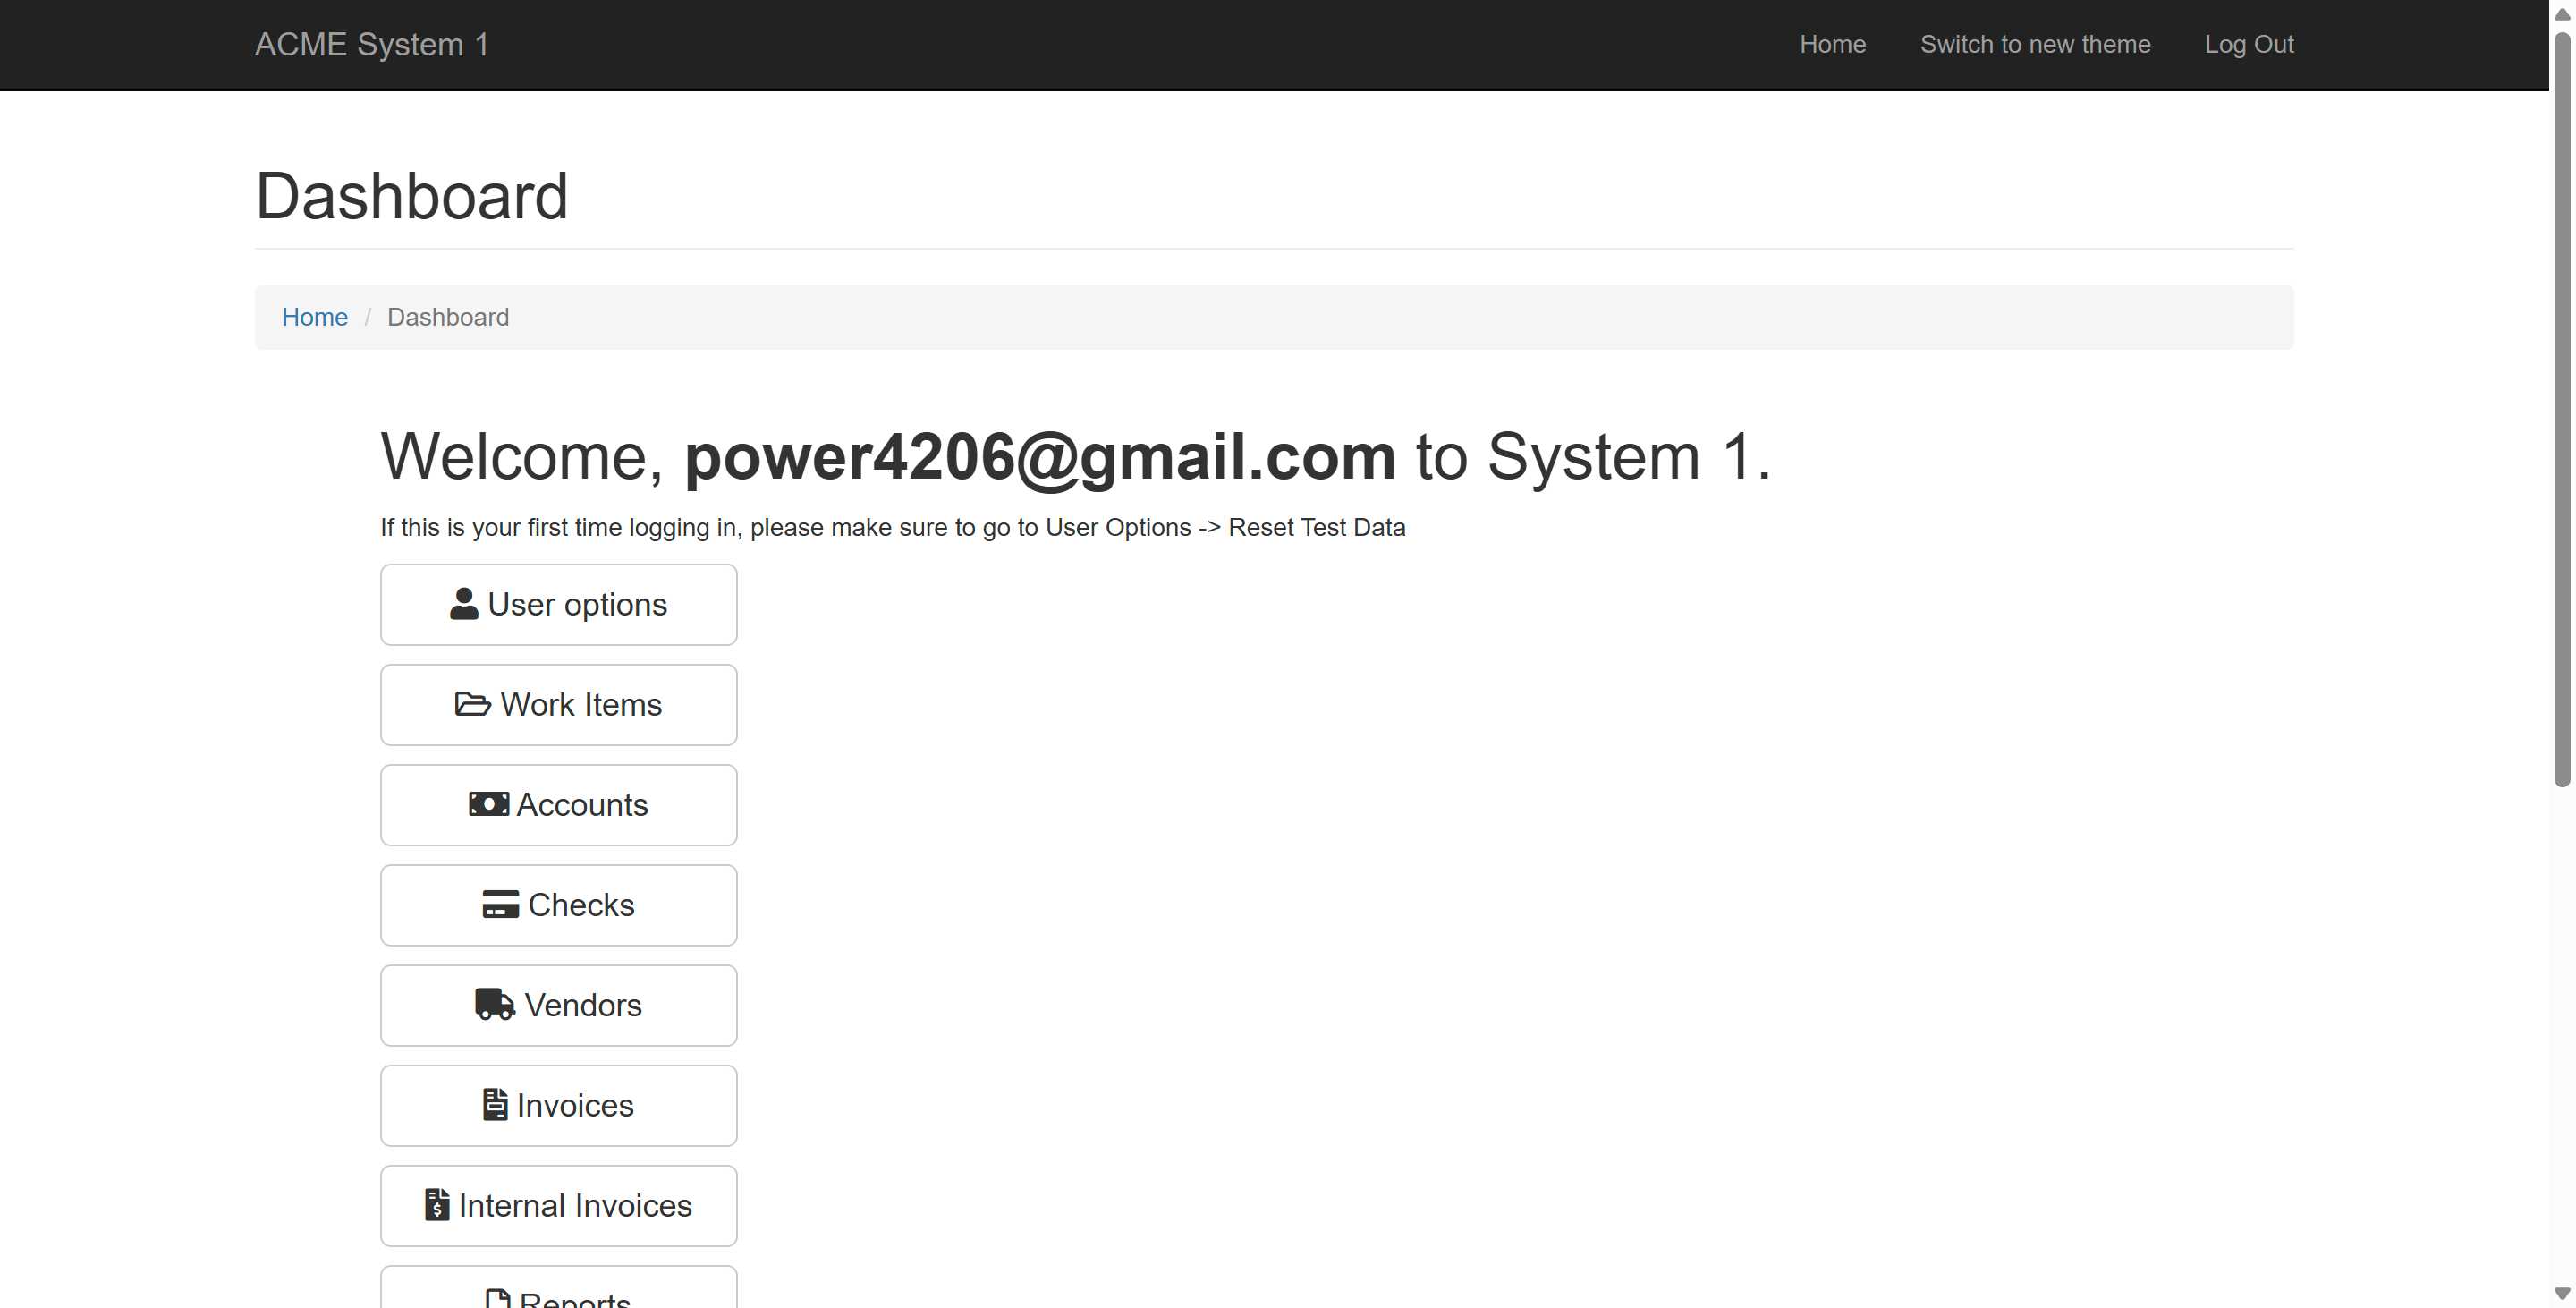 ACME System 1
Home
Switch to new theme
Log Out
Dashboard
Home / Dashboard
Welcome, power4206@gmail.com to System 1.
If this is your first time logging in, please make sure to go to User Options -> Reset Test Data
User options
Work Items
Accounts
Checks
Vendors
Invoices
Internal Invoices
Reports